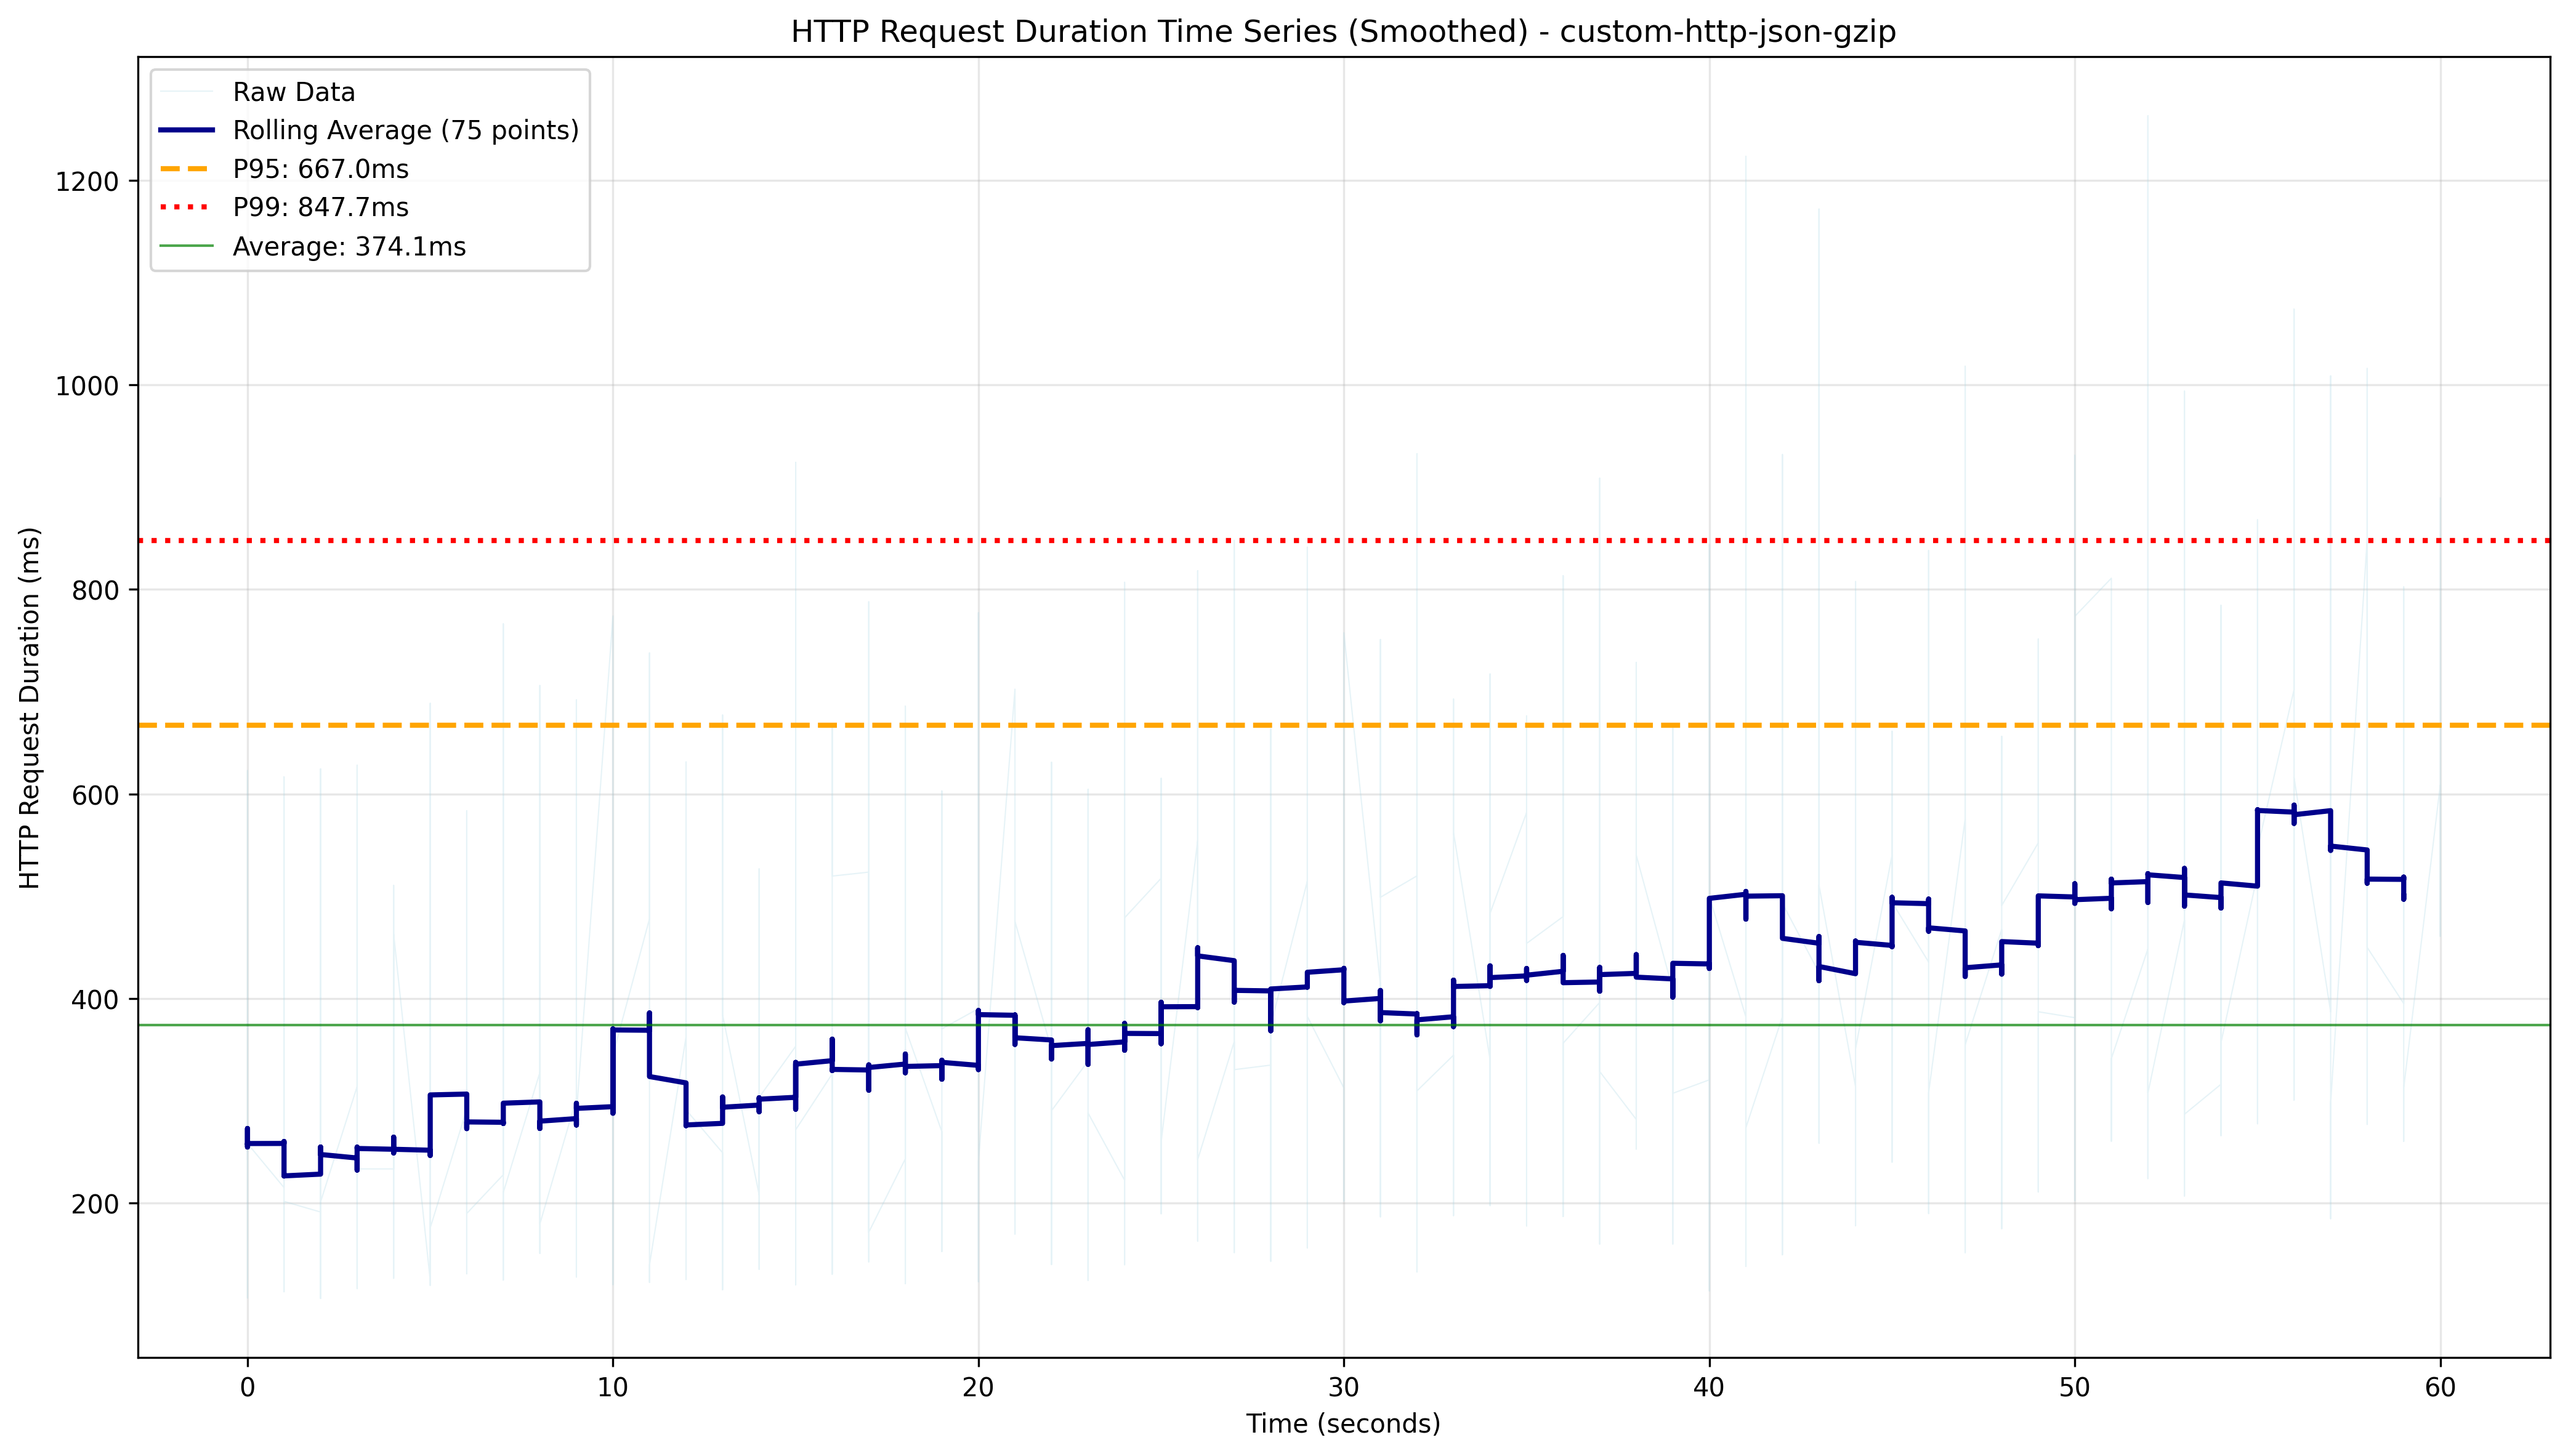 HTTP Request Duration Time Series (Smoothed) - custom-http-json-gzip
Raw Data
Rolling Average (75 points)
P95: 667.0ms
P99: 847.7ms
Average: 374.1ms
HTTP Request Duration (ms)
1200
1000
800
600
400
200
0 10 20 30 40 50 60
Time (seconds)